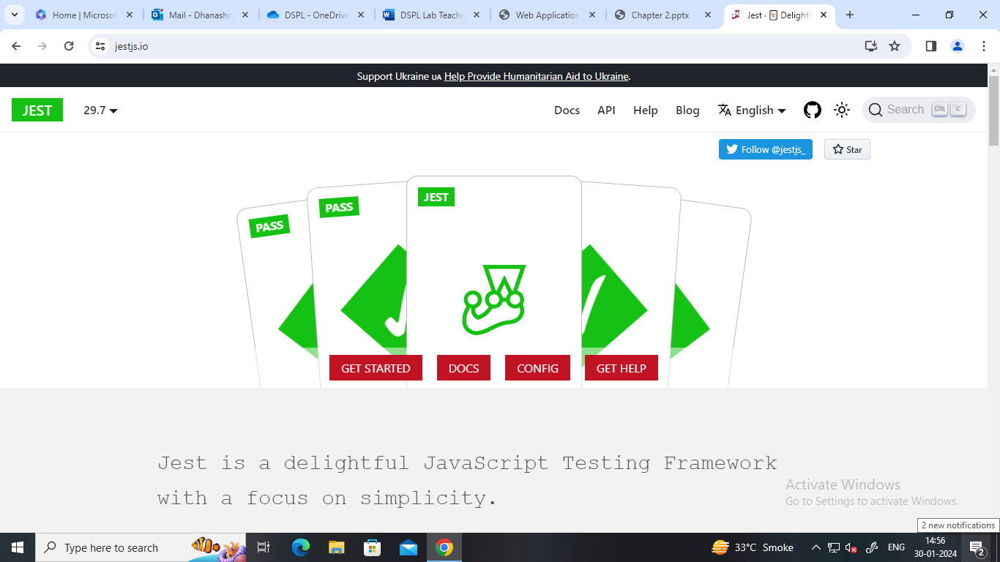 Home | Microsof
Mail - Dhanashre
DSPL - OneDrive
DSPL Lab Teachi
Web Application
Chapter 2.pptx
Jest · 🃏 Delightf
jestjs.io
Support Ukraine UA Help Provide Humanitarian Aid to Ukraine.
JEST 29.7 Docs API Help Blog English Search CTRL K
Follow @jestjs_ Star
PASS
PASS
JEST
GET STARTED DOCS CONFIG GET HELP
Jest is a delightful JavaScript Testing Framework
with a focus on simplicity.
Activate Windows
Go to Settings to activate Windows.
2 new notifications
Type here to search
33°C Smoke
ENG
14:56
30-01-2024
2